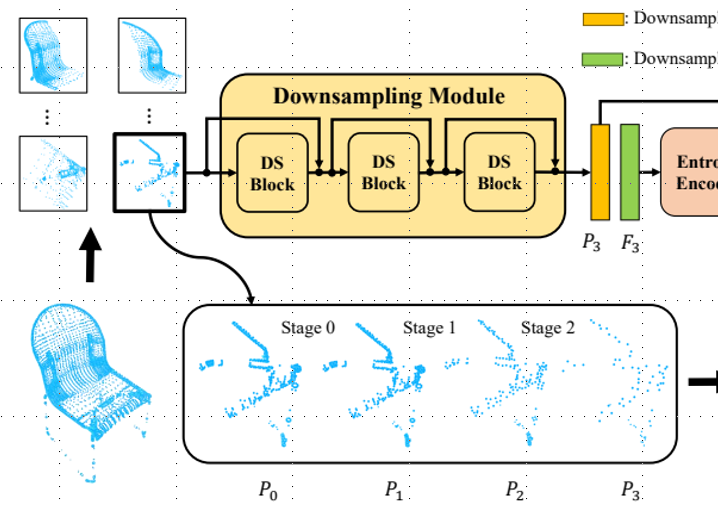 : Downsampl
: Downsampl
Downsampling Module
DS
Block
DS
Block
DS
Block
Entro
Encod
P₃
F₃
Stage 0
Stage 1
Stage 2
P₀
P₁
P₂
P₃